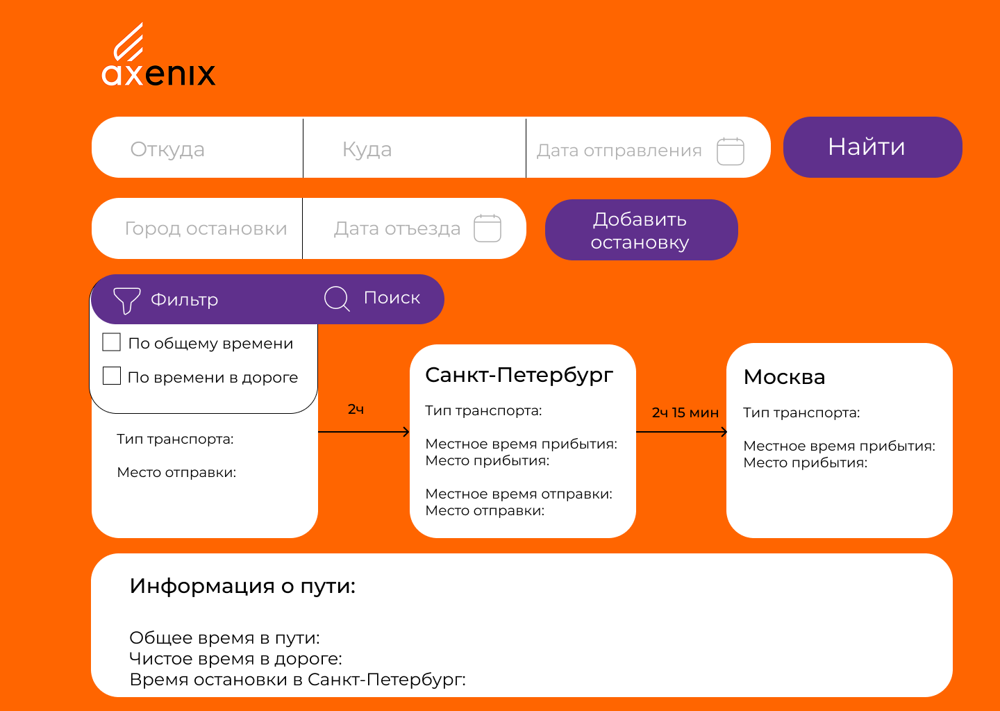 axenix
Откуда
Куда
Дата отправления
Найти
Город остановки
Дата отъезда
Добавить
остановку
Фильтр
Поиск
По общему времени
По времени в дороге
Тип транспорта:
Место отправки:
2ч
Санкт-Петербург
Тип транспорта:
Местное время прибытия:
Место прибытия:
Местное время отправки:
Место отправки:
2ч 15 мин
Москва
Тип транспорта:
Местное время прибытия:
Место прибытия:
Информация о пути:
Общее время в пути:
Чистое время в дороге:
Время остановки в Санкт-Петербург: